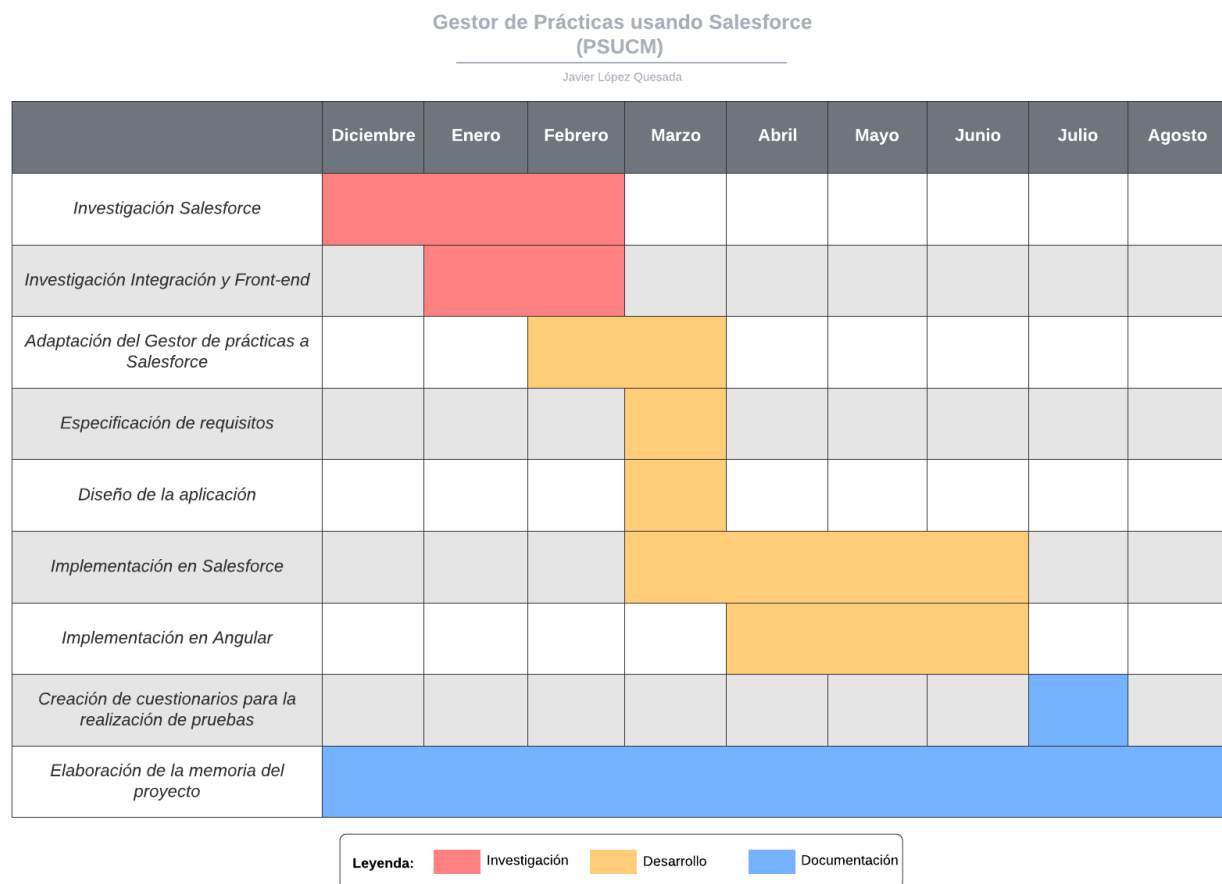 Gestor de Prácticas usando Salesforce
(PSUCM)
Javier López Quesada
Diciembre Enero Febrero Marzo Abril Mayo Junio Julio Agosto
Investigación Salesforce
Investigación Integración y Front-end
Adaptación del Gestor de prácticas a
Salesforce
Especificación de requisitos
Diseño de la aplicación
Implementación en Salesforce
Implementación en Angular
Creación de cuestionarios para la
realización de pruebas
Elaboración de la memoria del
proyecto
Leyenda: Investigación Desarrollo Documentación